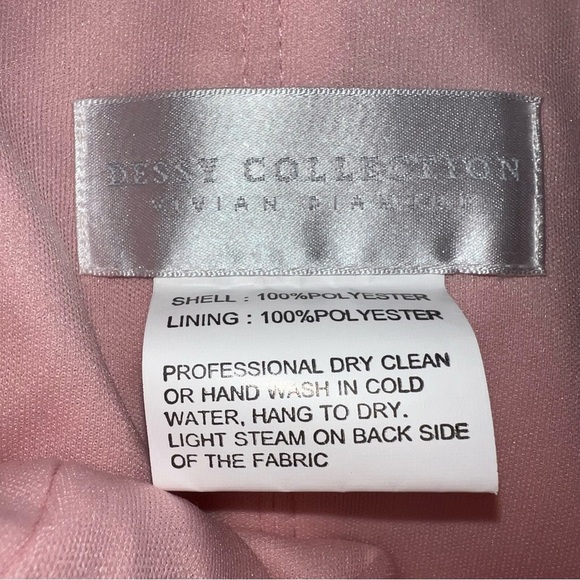 DESSY COLLECTION
VIVIAN DIAMOND
SHELL : 100%POLYESTER
LINING : 100%POLYESTER
PROFESSIONAL DRY CLEAN
OR HAND WASH IN COLD
WATER, HANG TO DRY.
LIGHT STEAM ON BACK SIDE
OF THE FABRIC